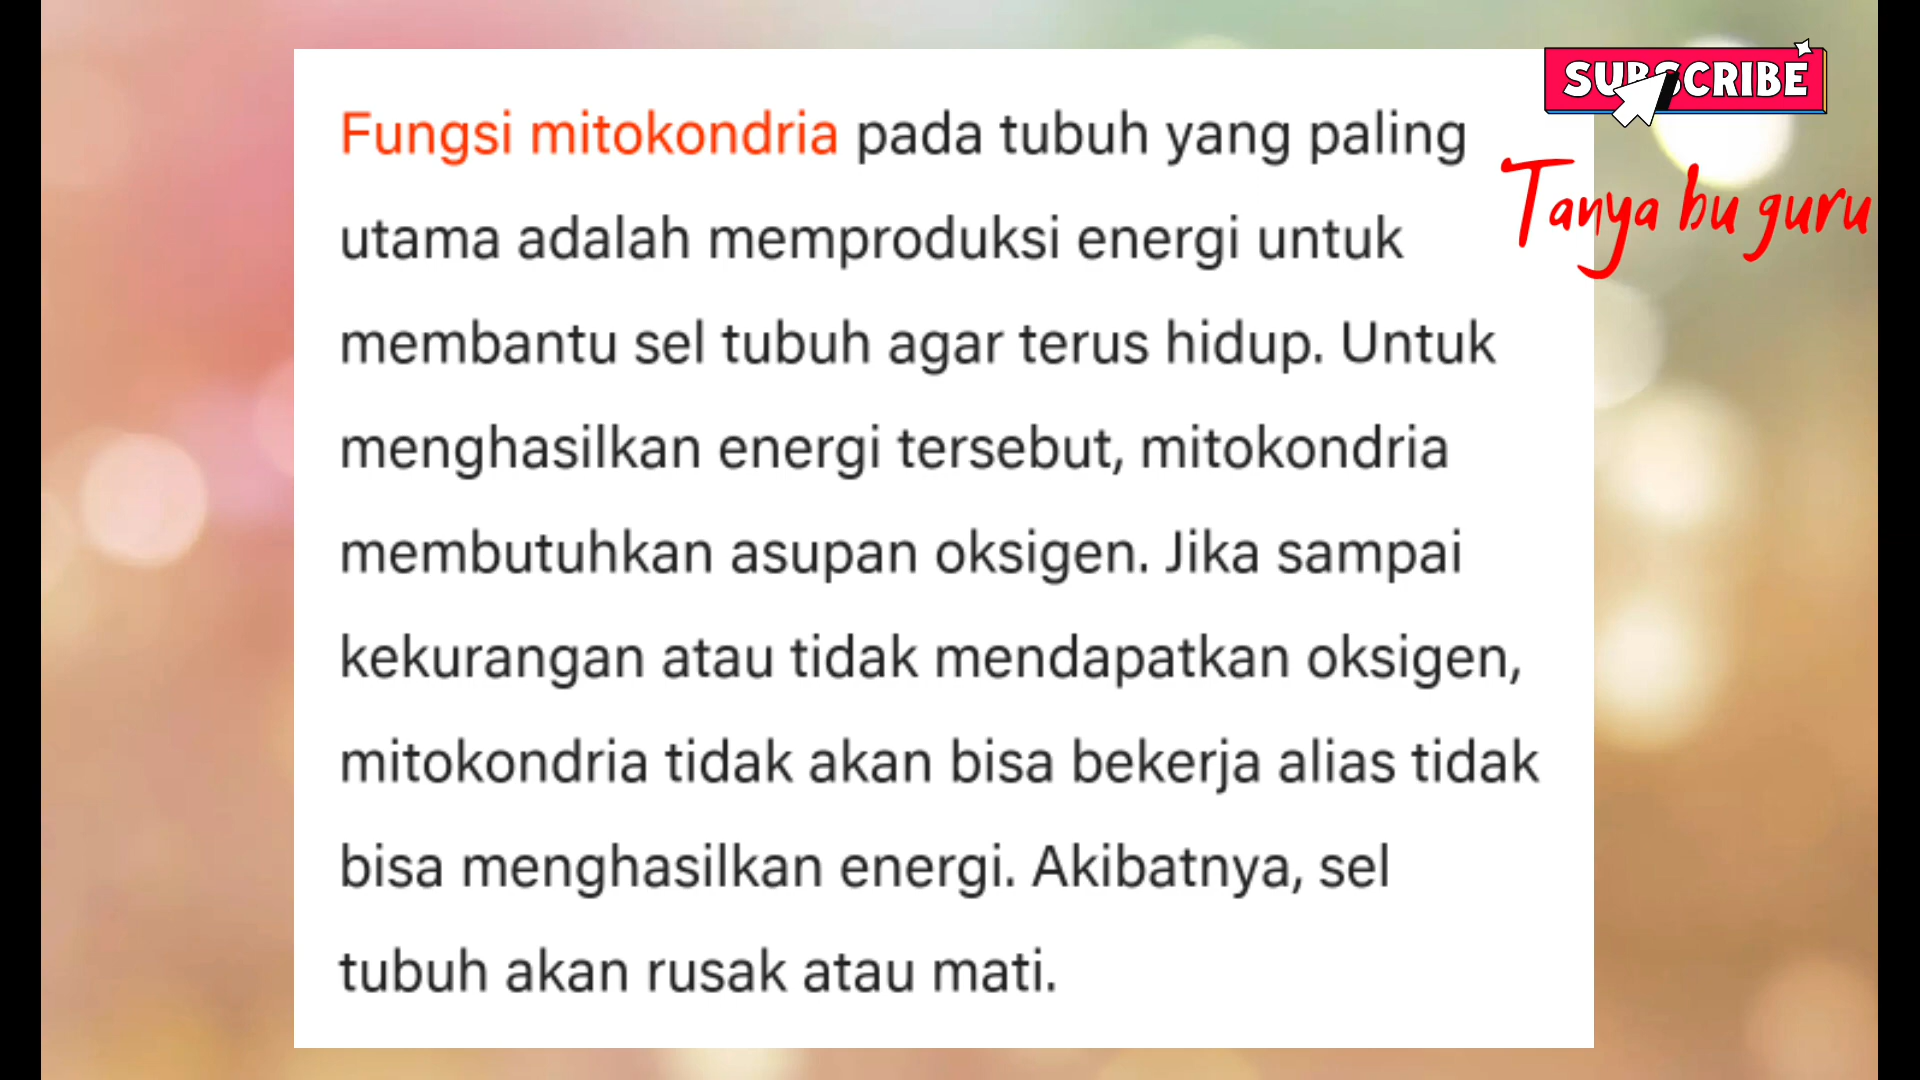 Fungsi mitokondria pada tubuh yang paling
utama adalah memproduksi energi untuk
membantu sel tubuh agar terus hidup. Untuk
menghasilkan energi tersebut, mitokondria
membutuhkan asupan oksigen. Jika sampai
kekurangan atau tidak mendapatkan oksigen,
mitokondria tidak akan bisa bekerja alias tidak
bisa menghasilkan energi. Akibatnya, sel
tubuh akan rusak atau mati.
SUBSCRIBE
Tanya bu guru